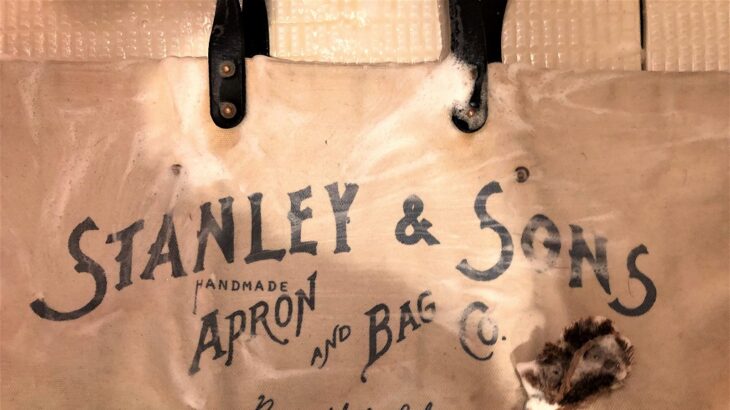 STANLEY & SONS
HANDMADE
APRON AND BAG CO.